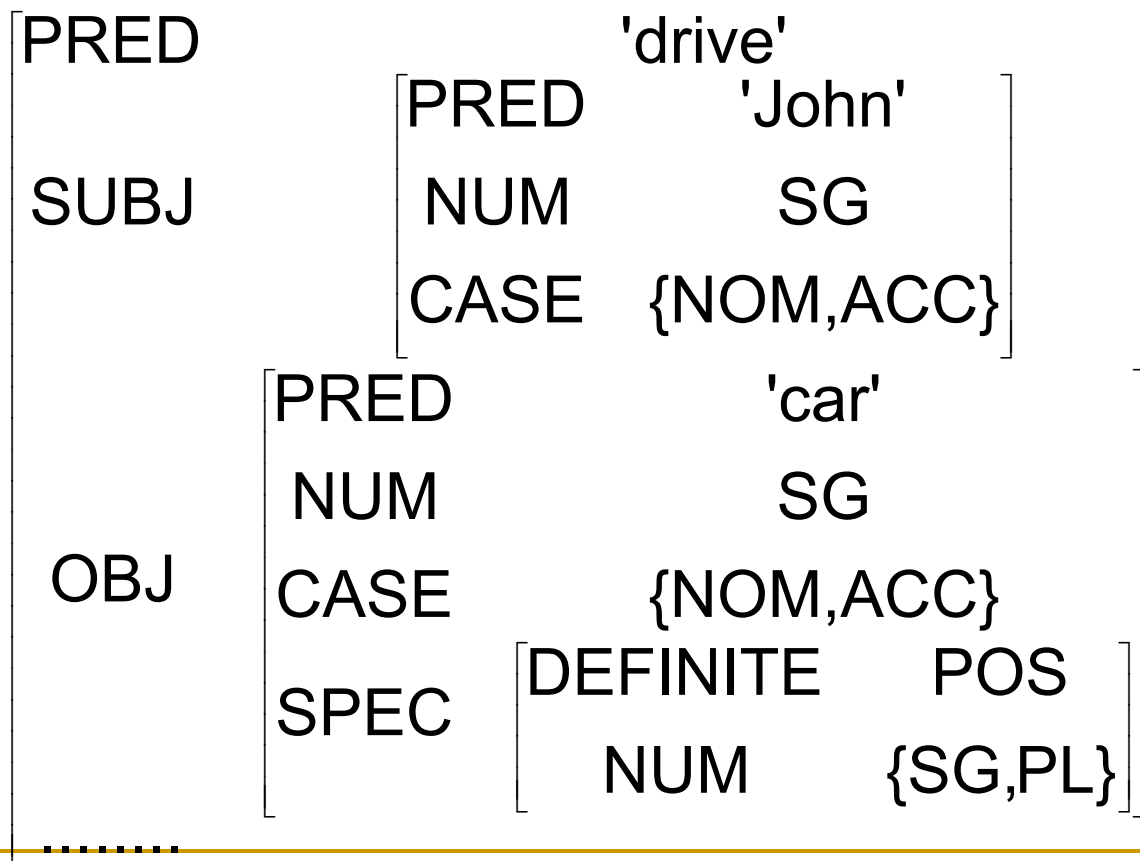 PRED 'drive'
PRED 'John'
SUBJ NUM SG
CASE {NOM,ACC}
PRED 'car'
NUM SG
OBJ CASE {NOM,ACC}
DEFINITE POS
SPEC
NUM {SG,PL}
........